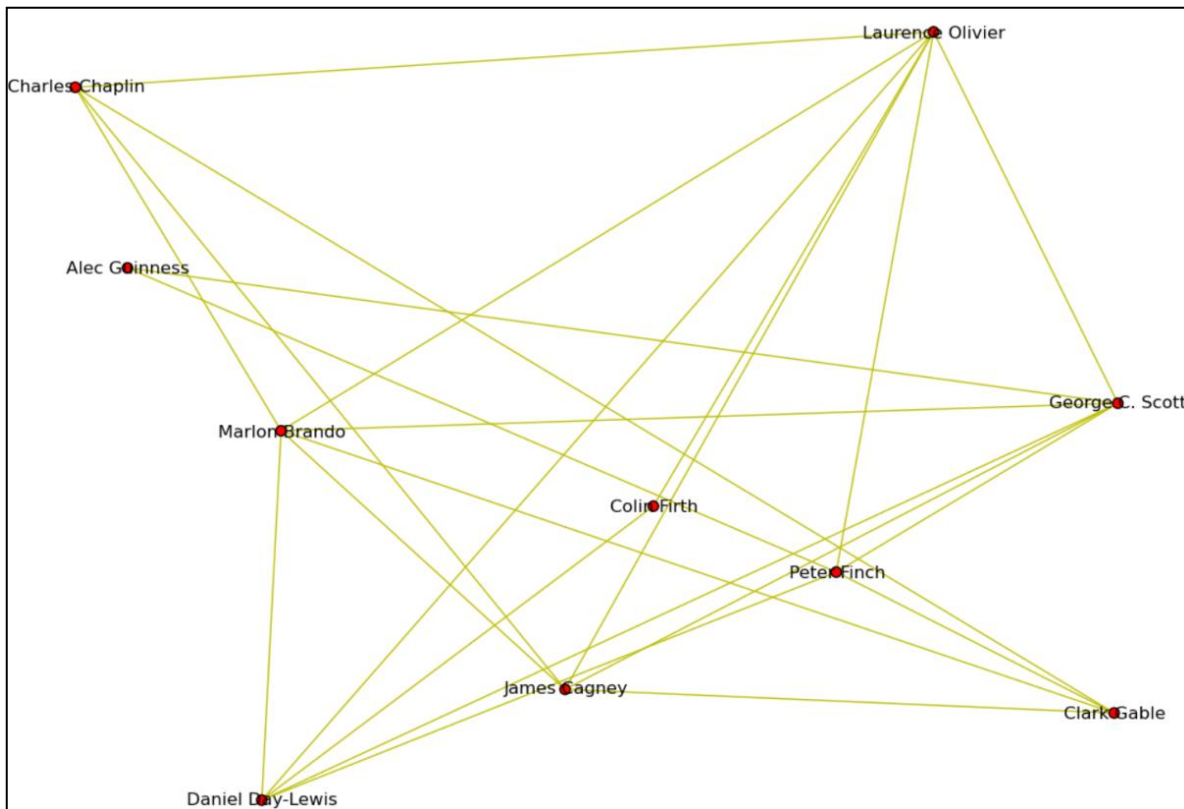 Laurence Olivier
Charles Chaplin
Alec Guinness
George C. Scott
Marlon Brando
Colin Firth
Peter Finch
James Cagney
Clark Gable
Daniel Day-Lewis